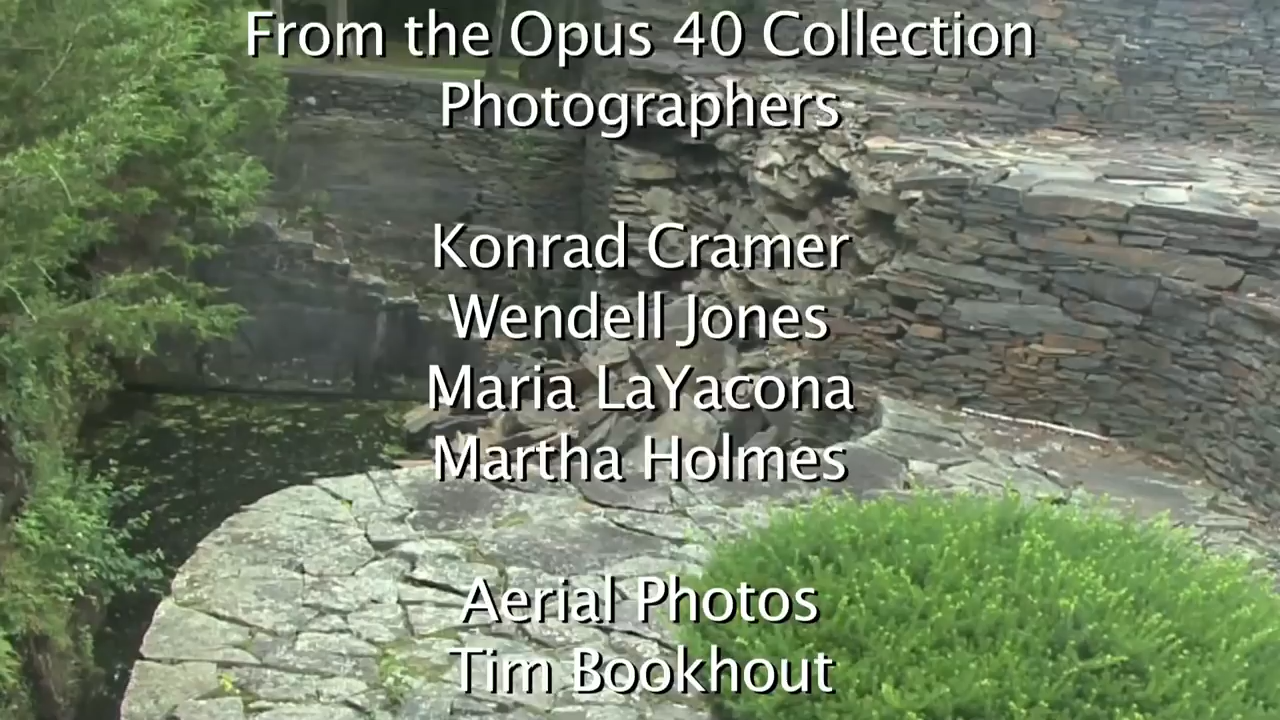 From the Opus 40 Collection
Photographers
Konrad Cramer
Wendell Jones
Maria LaYacona
Martha Holmes
Aerial Photos
Tim Bookhout